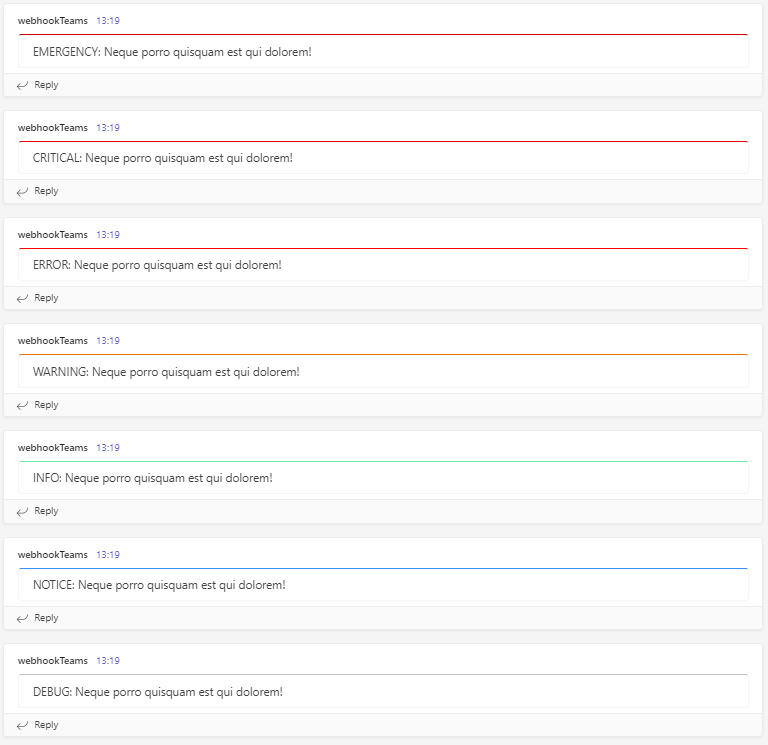 webhookTeams 13:19
EMERGENCY: Neque porro quisquam est qui dolorem!
Reply
webhookTeams 13:19
CRITICAL: Neque porro quisquam est qui dolorem!
Reply
webhookTeams 13:19
ERROR: Neque porro quisquam est qui dolorem!
Reply
webhookTeams 13:19
WARNING: Neque porro quisquam est qui dolorem!
Reply
webhookTeams 13:19
INFO: Neque porro quisquam est qui dolorem!
Reply
webhookTeams 13:19
NOTICE: Neque porro quisquam est qui dolorem!
Reply
webhookTeams 13:19
DEBUG: Neque porro quisquam est qui dolorem!
Reply